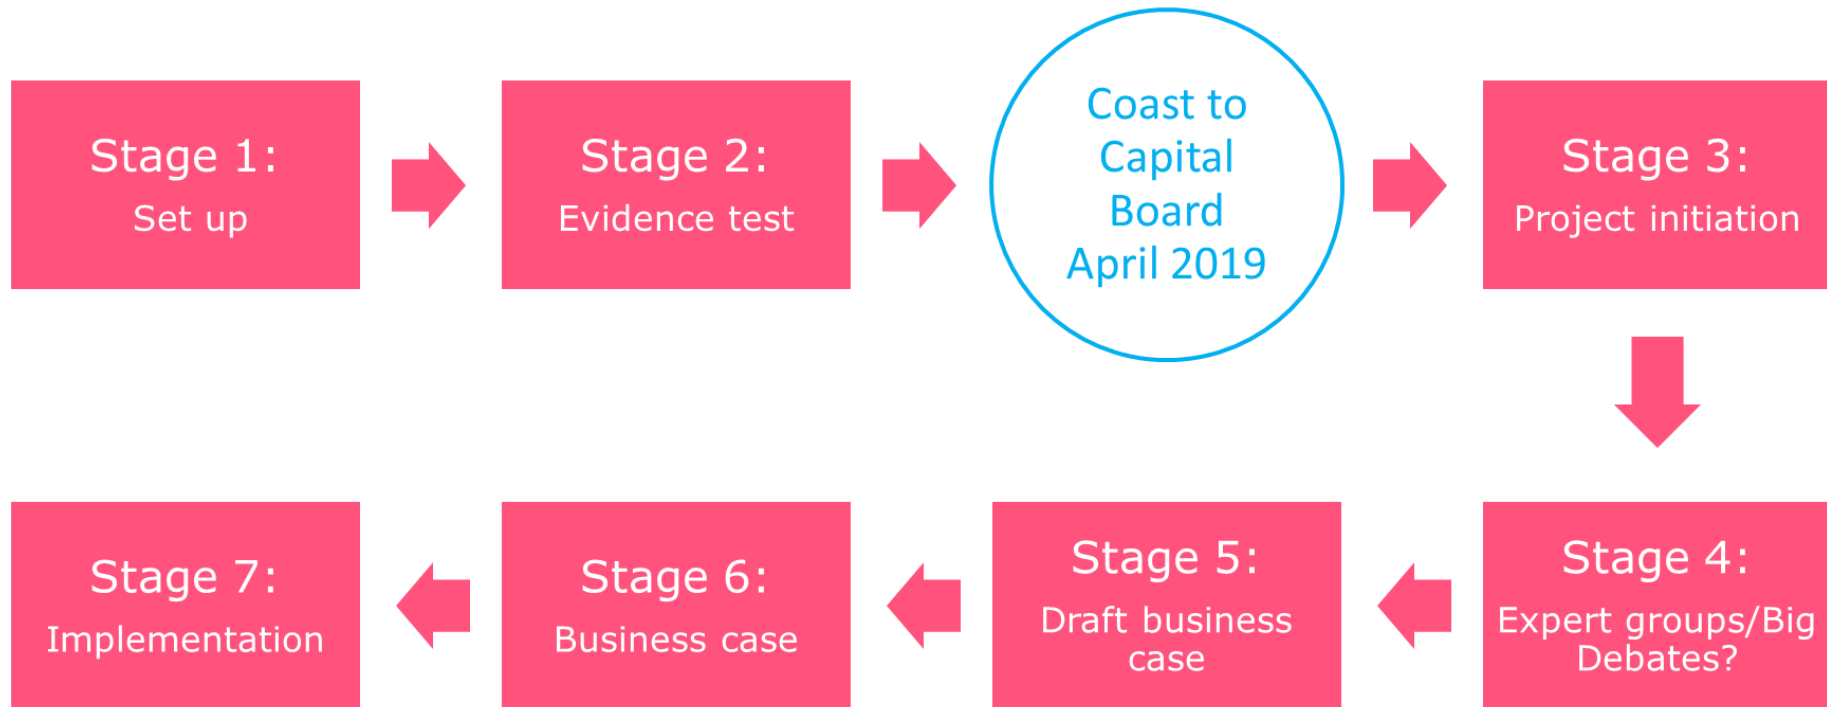 Stage 1:
Set up
Stage 2:
Evidence test
Coast to
Capital
Board
April 2019
Stage 3:
Project initiation
Stage 4:
Expert groups/Big
Debates?
Stage 5:
Draft business
case
Stage 6:
Business case
Stage 7:
Implementation